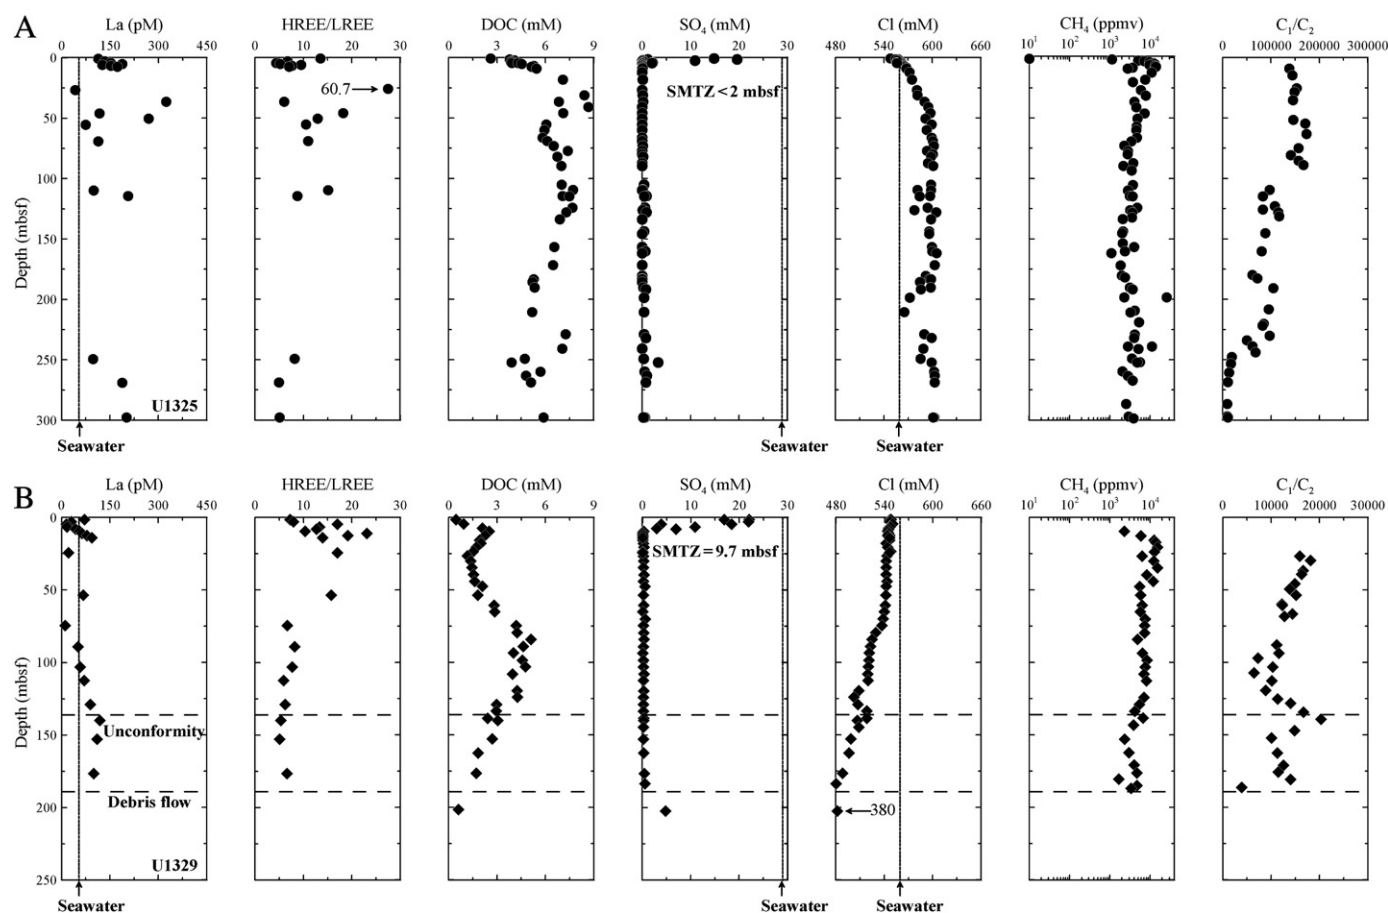 A
La (pM)
HREE/LREE
DOC (mM)
SO₄ (mM)
Cl (mM)
CH₄ (ppmv)
C₁/C₂
0 150 300 450
0 10 20 30
0 3 6 9
0 10 20 30
480 540 600 660
10¹ 10² 10³ 10⁴
0 100000 200000 300000
Depth (mbsf)
0
50
100
150
200
250
300
60.7
SMTZ < 2 mbsf
U1325
Seawater
Seawater
Seawater
B
La (pM)
HREE/LREE
DOC (mM)
SO₄ (mM)
Cl (mM)
CH₄ (ppmv)
C₁/C₂
0 150 300 450
0 10 20 30
0 3 6 9
0 10 20 30
480 540 600 660
10¹ 10² 10³ 10⁴
0 10000 20000 30000
Depth (mbsf)
0
50
100
150
200
250
SMTZ = 9.7 mbsf
Unconformity
Debris flow
380
U1329
Seawater
Seawater
Seawater